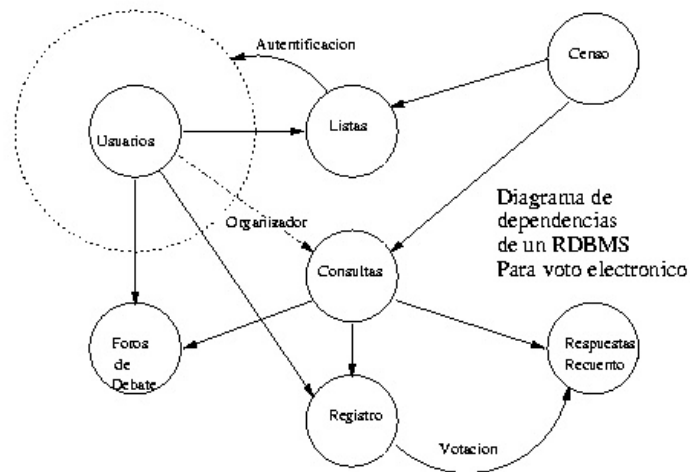 Autentificacion
Censo
Usuarios
Listas
Organizador
Diagrama de
dependencias
de un RDBMS
Para voto electronico
Consultas
Foros
de
Debate
Respuestas
Recuento
Registro
Votacion